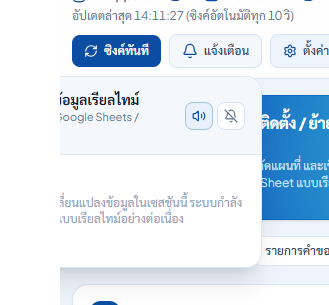 อัปเดตล่าสุด 14:11:27 (ซิงค์อัตโนมัติทุก 10 วิ)
ซิงค์ทันที
แจ้งเตือน
ตั้งค่า
ข้อมูลเรียลไทม์
Google Sheets /
ติดตั้ง / ย้าย
ลี่ยนแปลงข้อมูลในเซสชันนี้ ระบบกำลัง
แบบเรียลไทม์อย่างต่อเนื่อง
Sheet แบบเรี
รายการคำขอ